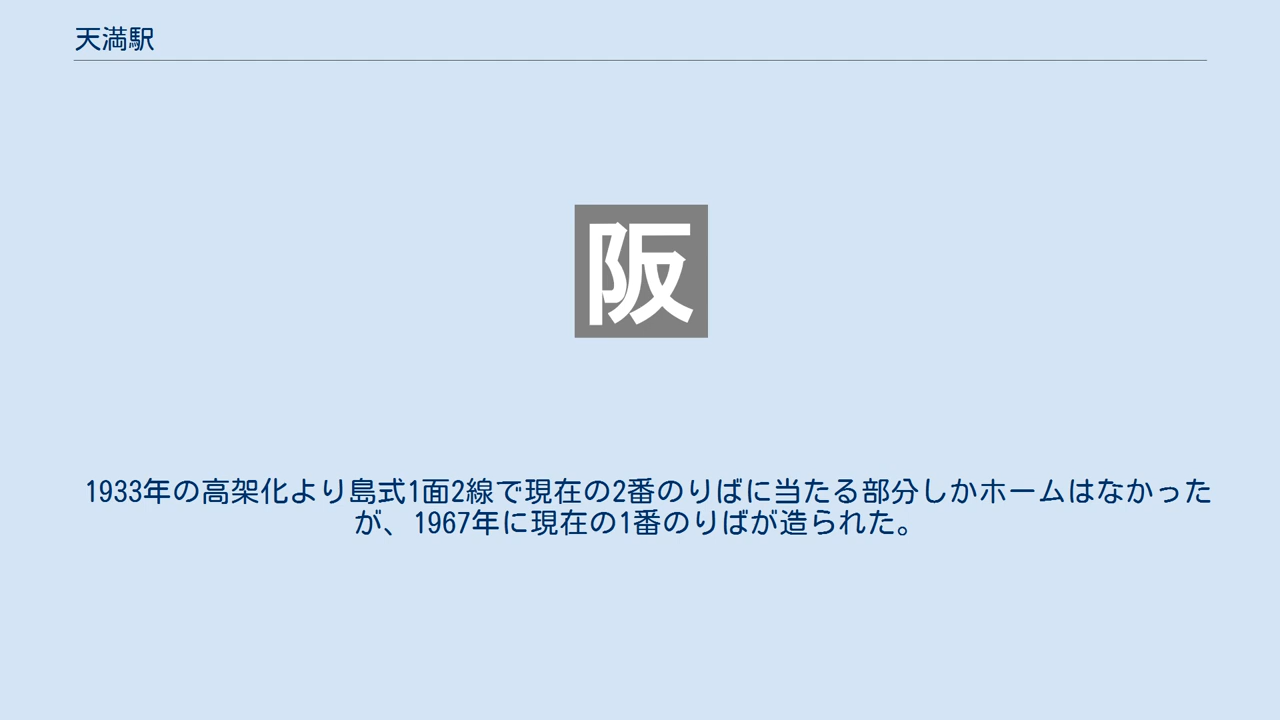 天満駅
阪
1933年の高架化より島式1面2線で現在の2番のりばに当たる部分しかホームはなかった
が、1967年に現在の1番のりばが造られた。